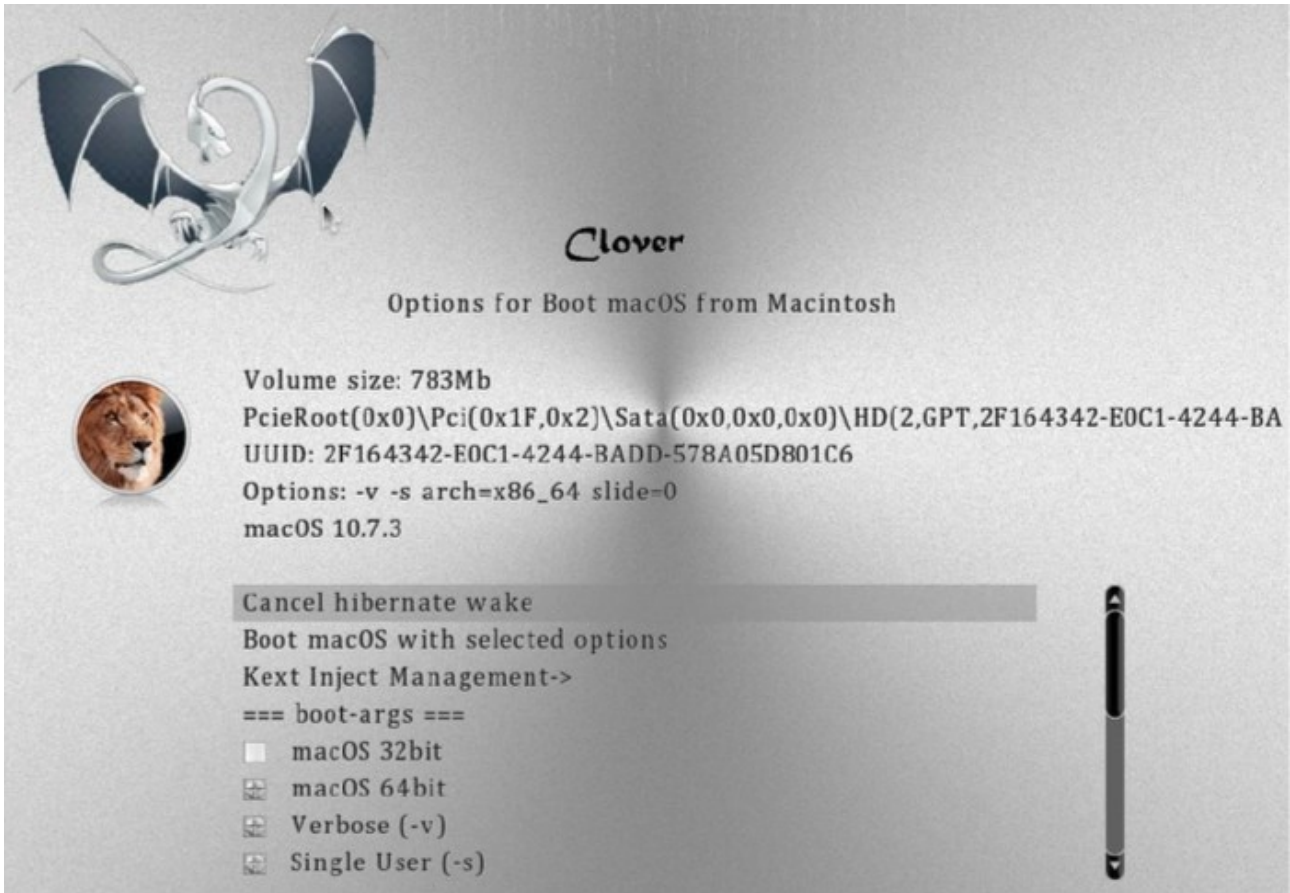 Clover
Options for Boot macOS from Macintosh
Volume size: 783Mb
PcieRoot(0x0)\Pci(0x1F,0x2)\Sata(0x0,0x0,0x0)\HD(2,GPT,2F164342-E0C1-4244-BA
UUID: 2F164342-E0C1-4244-BADD-578A05D801C6
Options: -v -s arch=x86_64 slide=0
macOS 10.7.3
Cancel hibernate wake
Boot macOS with selected options
Kext Inject Management->
=== boot-args ===
macOS 32bit
macOS 64bit
Verbose (-v)
Single User (-s)